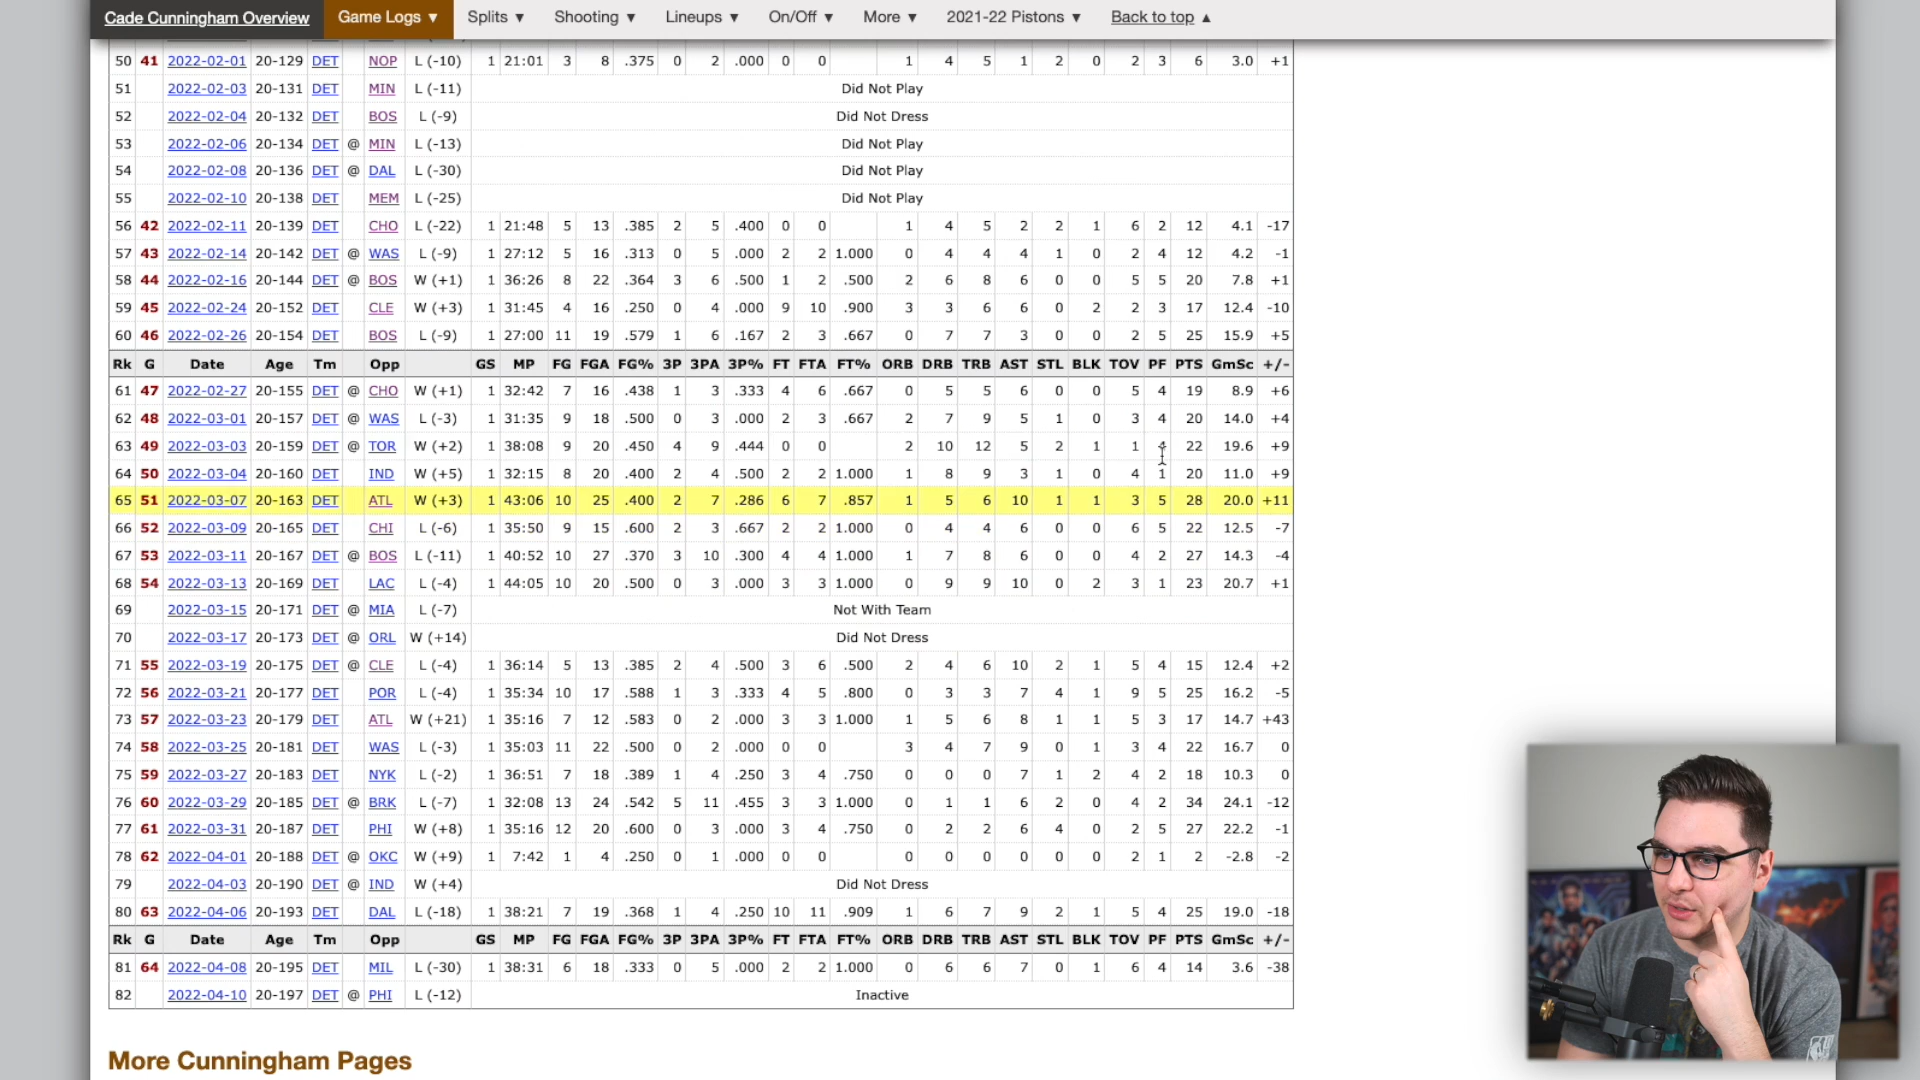 Cade Cunningham Overview Game Logs ▼ Splits ▼ Shooting ▼ Lineups ▼ On/Off ▼ More ▼ 2021-22 Pistons ▼ Back to top ▲
50 41 2022-02-01 20-129 DET NOP L (-10) 1 21:01 3 8 .375 0 2 .000 0 0 1 4 5 1 2 0 2 3 6 3.0 +1
51 2022-02-03 20-131 DET MIN L (-11) Did Not Play
52 2022-02-04 20-132 DET BOS L (-9) Did Not Dress
53 2022-02-06 20-134 DET @ MIN L (-13) Did Not Play
54 2022-02-08 20-136 DET @ DAL L (-30) Did Not Play
55 2022-02-10 20-138 DET MEM L (-25) Did Not Play
56 42 2022-02-11 20-139 DET CHO L (-22) 1 21:48 5 13 .385 2 5 .400 0 0 1 4 5 2 2 1 6 2 12 4.1 -17
57 43 2022-02-14 20-142 DET @ WAS L (-9) 1 27:12 5 16 .313 0 5 .000 2 2 1.000 0 4 4 4 1 0 2 4 12 4.2 -1
58 44 2022-02-16 20-144 DET @ BOS W (+1) 1 36:26 8 22 .364 3 6 .500 1 2 .500 2 6 8 6 0 0 5 5 20 7.8 +1
59 45 2022-02-24 20-152 DET CLE W (+3) 1 31:45 4 16 .250 0 4 .000 9 10 .900 3 3 6 6 0 2 2 3 17 12.4 -10
60 46 2022-02-26 20-154 DET BOS L (-9) 1 27:00 11 19 .579 1 6 .167 2 3 .667 0 7 7 3 0 0 2 5 25 15.9 +5
Rk G Date Age Tm Opp GS MP FG FGA FG% 3P 3PA 3P% FT FTA FT% ORB DRB TRB AST STL BLK TOV PF PTS GmSc +/-
61 47 2022-02-27 20-155 DET @ CHO W (+1) 1 32:42 7 16 .438 1 3 .333 4 6 .667 0 5 5 6 0 0 5 4 19 8.9 +6
62 48 2022-03-01 20-157 DET @ WAS L (-3) 1 31:35 9 18 .500 0 3 .000 2 3 .667 2 7 9 5 1 0 3 4 20 14.0 +4
63 49 2022-03-03 20-159 DET @ TOR W (+2) 1 38:08 9 20 .450 4 9 .444 0 0 2 10 12 5 2 1 1 4 22 19.6 +9
64 50 2022-03-04 20-160 DET IND W (+5) 1 32:15 8 20 .400 2 4 .500 2 2 1.000 1 8 9 3 1 0 4 1 20 11.0 +9
65 51 2022-03-07 20-163 DET ATL W (+3) 1 43:06 10 25 .400 2 7 .286 6 7 .857 1 5 6 10 1 1 3 5 28 20.0 +11
66 52 2022-03-09 20-165 DET CHI L (-6) 1 35:50 9 15 .600 2 3 .667 2 2 1.000 0 4 4 6 0 0 6 5 22 12.5 -7
67 53 2022-03-11 20-167 DET @ BOS L (-11) 1 40:52 10 27 .370 3 10 .300 4 4 1.000 1 7 8 6 0 0 4 2 27 14.3 -4
68 54 2022-03-13 20-169 DET LAC L (-4) 1 44:05 10 20 .500 0 3 .000 3 3 1.000 0 9 9 10 0 2 3 1 23 20.7 +1
69 2022-03-15 20-171 DET @ MIA L (-7) Not With Team
70 2022-03-17 20-173 DET @ ORL W (+14) Did Not Dress
71 55 2022-03-19 20-175 DET @ CLE L (-4) 1 36:14 5 13 .385 2 4 .500 3 6 .500 2 4 6 10 2 1 5 4 15 12.4 +2
72 56 2022-03-21 20-177 DET POR L (-4) 1 35:34 10 17 .588 1 3 .333 4 5 .800 0 3 3 7 4 1 9 5 25 16.2 -5
73 57 2022-03-23 20-179 DET ATL W (+21) 1 35:16 7 12 .583 0 2 .000 3 3 1.000 1 5 6 8 1 1 5 3 17 14.7 +43
74 58 2022-03-25 20-181 DET WAS L (-3) 1 35:03 11 22 .500 0 2 .000 0 0 3 4 7 9 0 1 3 4 22 16.7 0
75 59 2022-03-27 20-183 DET NYK L (-2) 1 36:51 7 18 .389 1 4 .250 3 4 .750 0 0 0 7 1 2 4 2 18 10.3 0
76 60 2022-03-29 20-185 DET @ BRK L (-7) 1 32:08 13 24 .542 5 11 .455 3 3 1.000 0 1 1 6 2 0 4 2 34 24.1 -12
77 61 2022-03-31 20-187 DET PHI W (+8) 1 35:16 12 20 .600 0 3 .000 3 4 .750 0 2 2 6 4 0 2 5 27 22.2 -1
78 62 2022-04-01 20-188 DET @ OKC W (+9) 1 7:42 1 4 .250 0 1 .000 0 0 0 0 0 0 0 0 2 1 2 -2.8 -2
79 2022-04-03 20-190 DET @ IND W (+4) Did Not Dress
80 63 2022-04-06 20-193 DET DAL L (-18) 1 38:21 7 19 .368 1 4 .250 10 11 .909 1 6 7 9 2 1 5 4 25 19.0 -18
Rk G Date Age Tm Opp GS MP FG FGA FG% 3P 3PA 3P% FT FTA FT% ORB DRB TRB AST STL BLK TOV PF PTS GmSc +/-
81 64 2022-04-08 20-195 DET MIL L (-30) 1 38:31 6 18 .333 0 5 .000 2 2 1.000 0 6 6 7 0 1 6 4 14 3.6 -38
82 2022-04-10 20-197 DET @ PHI L (-12) Inactive
More Cunningham Pages